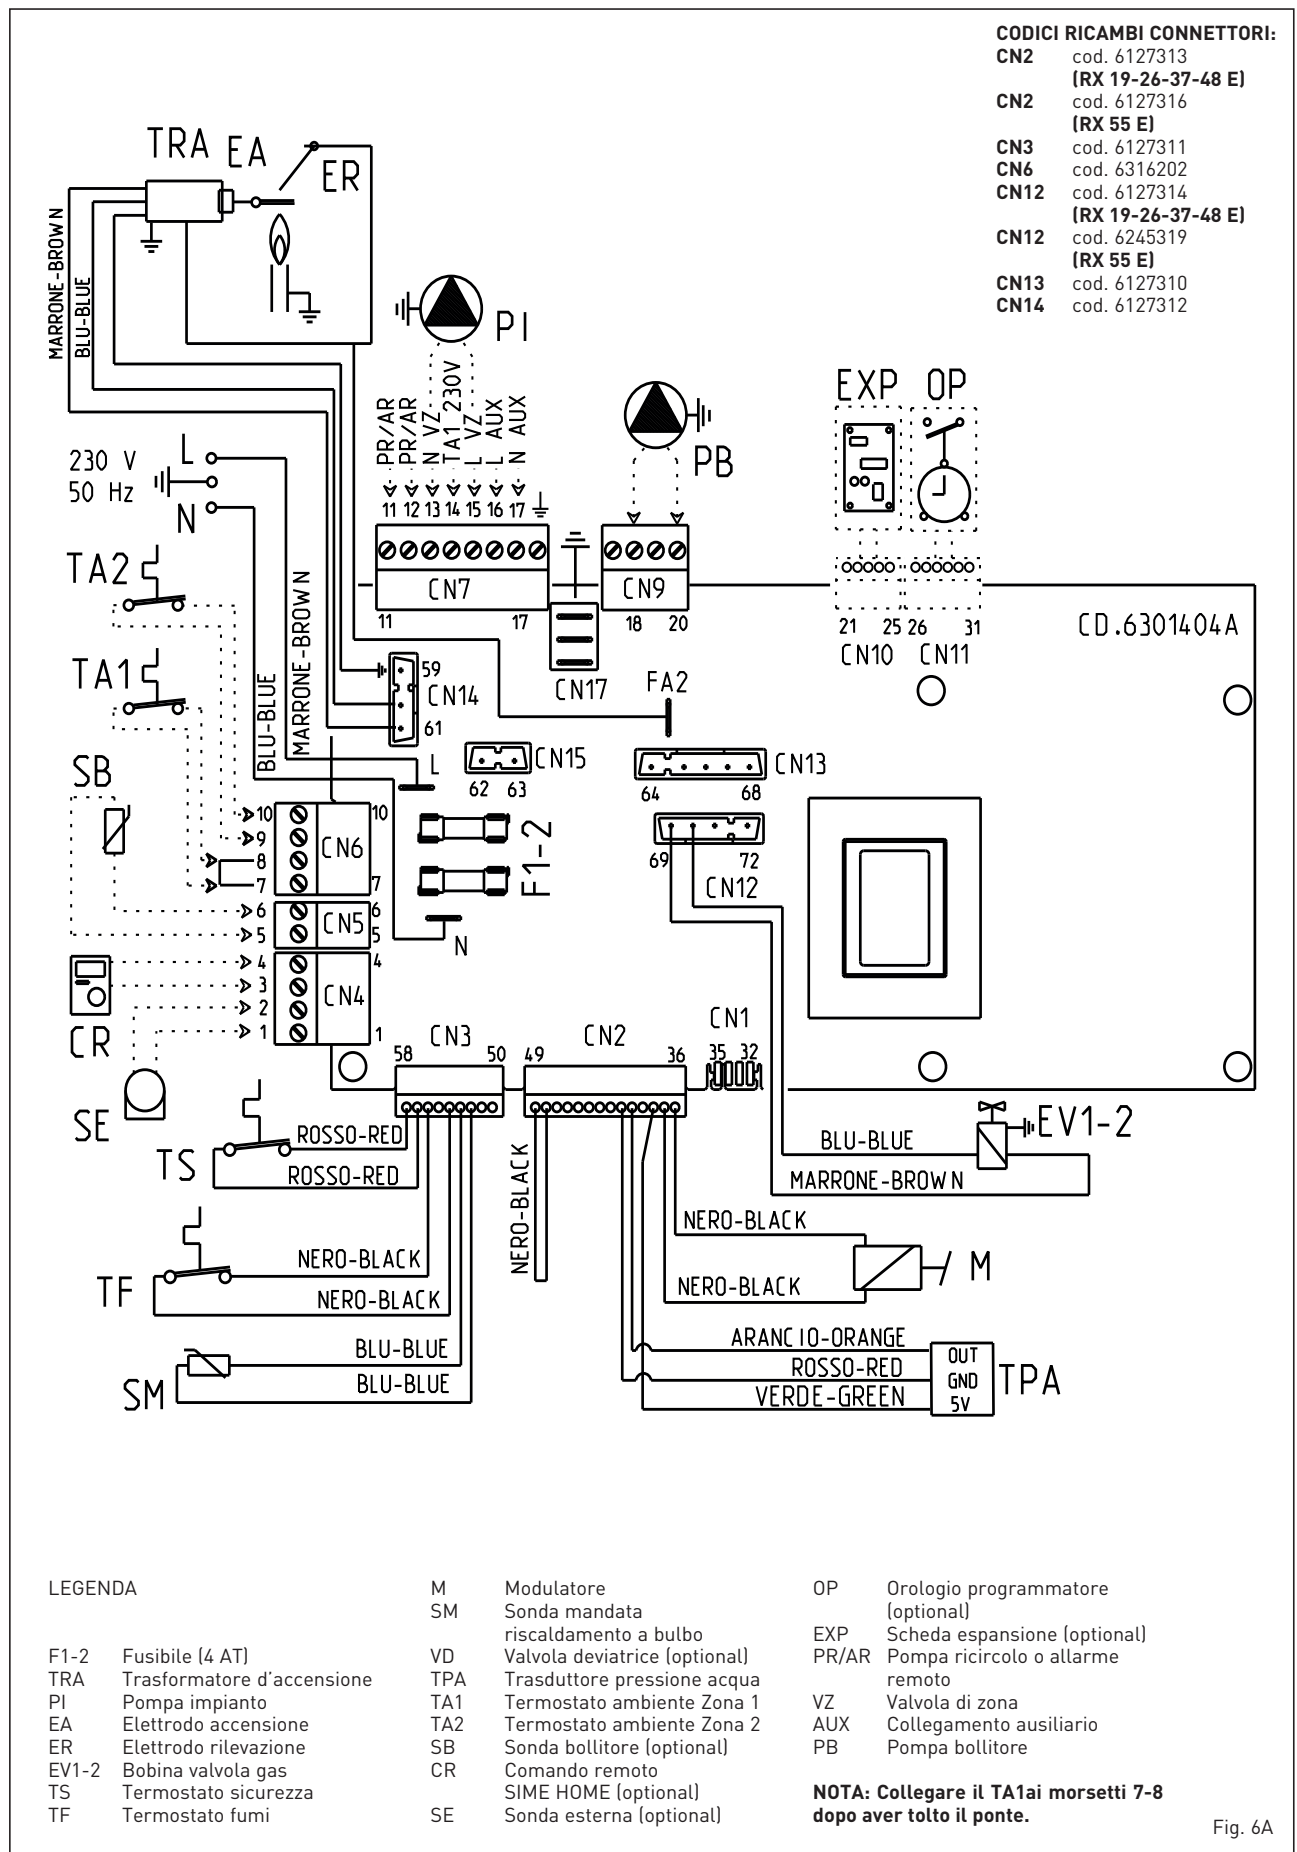 CODICI RICAMBI CONNETTORI:
CN2 cod. 6127313
(RX 19-26-37-48 E)
CN2 cod. 6127316
(RX 55 E)
CN3 cod. 6127311
CN6 cod. 6316202
CN12 cod. 6127314
(RX 19-26-37-48 E)
CN12 cod. 6245319
(RX 55 E)
CN13 cod. 6127310
CN14 cod. 6127312
TRA EA
ER
MARRONE-BROWN
BLU-BLUE
PI
PR/AR
PR/AR
N VZ
TA1 230V
L VZ
L AUX
N AUX
11 12 13 14 15 16 17
PB
EXP OP
230 V
50 Hz
L
N
TA2
TA1
BLU-BLUE
MARRONE-BROWN
CN7
11 17
CN9
18 20
CN17
21 25 26 31
CN10 CN11
CD.6301404A
FA2
59
CN14
61
L
CN15
62 63
CN13
64 68
69 72
CN12
F1-2
N
SB
10
9
8
7
CN6
10
7
6
5
CN5
6
5
4
3
2
1
CN4
4
1
CR
SE
CN3
58 50
CN2
49 36
CN1
35 32
TS
ROSSO-RED
ROSSO-RED
TF
NERO-BLACK
NERO-BLACK
SM
BLU-BLUE
BLU-BLUE
NERO-BLACK
EV1-2
BLU-BLUE
MARRONE-BROWN
NERO-BLACK
NERO-BLACK
M
ARANCIO-ORANGE
ROSSO-RED
VERDE-GREEN
OUT
GND
5V
TPA
LEGENDA
F1-2 Fusibile (4 AT)
TRA Trasformatore d'accensione
PI Pompa impianto
EA Elettrodo accensione
ER Elettrodo rilevazione
EV1-2 Bobina valvola gas
TS Termostato sicurezza
TF Termostato fumi
M Modulatore
SM Sonda mandata
riscaldamento a bulbo
VD Valvola deviatrice (optional)
TPA Trasduttore pressione acqua
TA1 Termostato ambiente Zona 1
TA2 Termostato ambiente Zona 2
SB Sonda bollitore (optional)
CR Comando remoto
SIME HOME (optional)
SE Sonda esterna (optional)
OP Orologio programmatore
(optional)
EXP Scheda espansione (optional)
PR/AR Pompa ricircolo o allarme
remoto
VZ Valvola di zona
AUX Collegamento ausiliario
PB Pompa bollitore
NOTA: Collegare il TA1ai morsetti 7-8
dopo aver tolto il ponte.
Fig. 6A